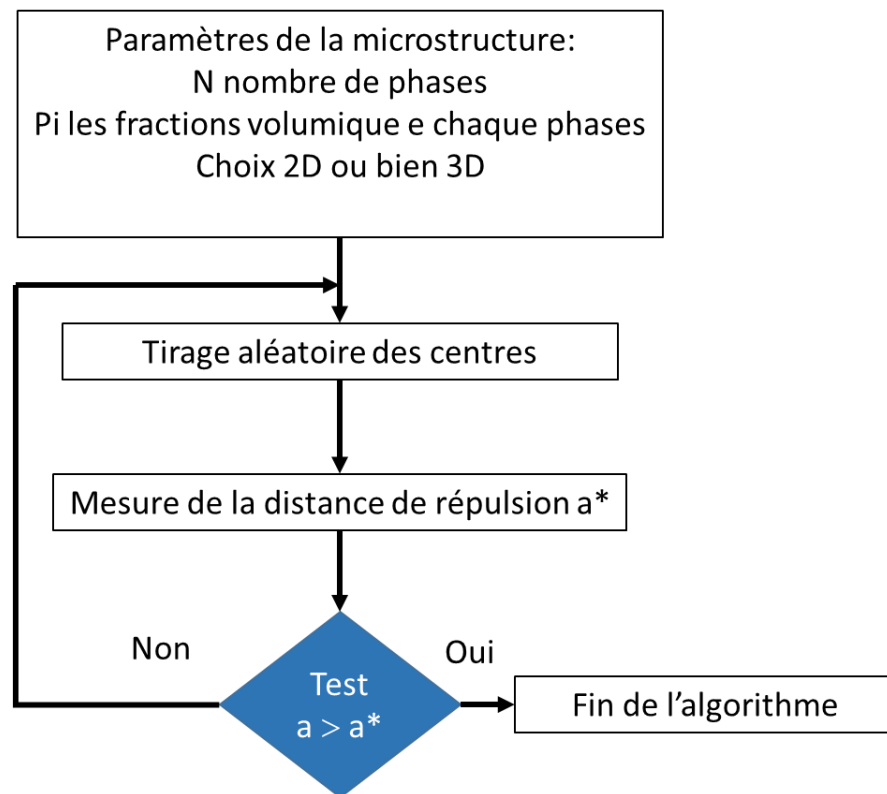 Paramètres de la microstructure:
N nombre de phases
Pi les fractions volumique e chaque phases
Choix 2D ou bien 3D
Tirage aléatoire des centres
Mesure de la distance de répulsion a*
Non
Oui
Test
a > a*
Fin de l’algorithme